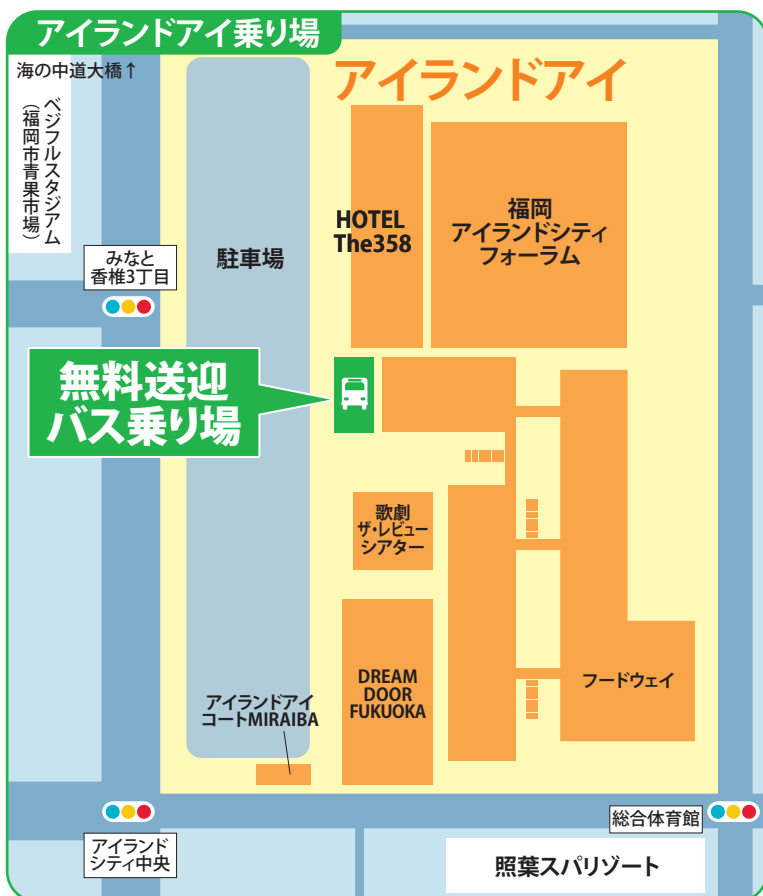 アイランドアイ乗り場
海の中道大橋↑
アイランドアイ
ベジフルスタジアム
(福岡市青果市場)
HOTEL
The358
福岡
アイランドシティ
フォーラム
みなと
香椎3丁目
駐車場
無料送迎
バス乗り場
歌劇
ザ・レビュー
シアター
DREAM
DOOR
FUKUOKA
フードウェイ
アイランドアイ
コートMIRAIBA
総合体育館
アイランド
シティ中央
照葉スパリゾート